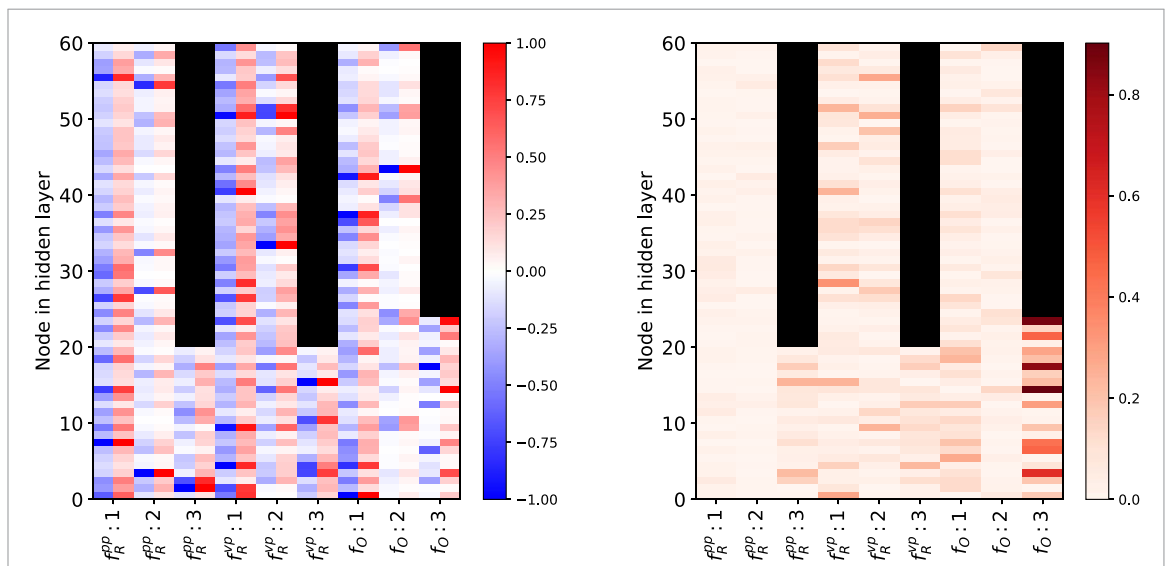 Node in hidden layer
60
50
40
30
20
10
0
f_R^{pp} : 1
f_R^{pp} : 2
f_R^{pp} : 3
f_R^{vp} : 1
f_R^{vp} : 2
f_R^{vp} : 3
f_O : 1
f_O : 2
f_O : 3
1.00
0.75
0.50
0.25
0.00
−0.25
−0.50
−0.75
−1.00
Node in hidden layer
60
50
40
30
20
10
0
f_R^{pp} : 1
f_R^{pp} : 2
f_R^{pp} : 3
f_R^{vp} : 1
f_R^{vp} : 2
f_R^{vp} : 3
f_O : 1
f_O : 2
f_O : 3
0.8
0.6
0.4
0.2
0.0